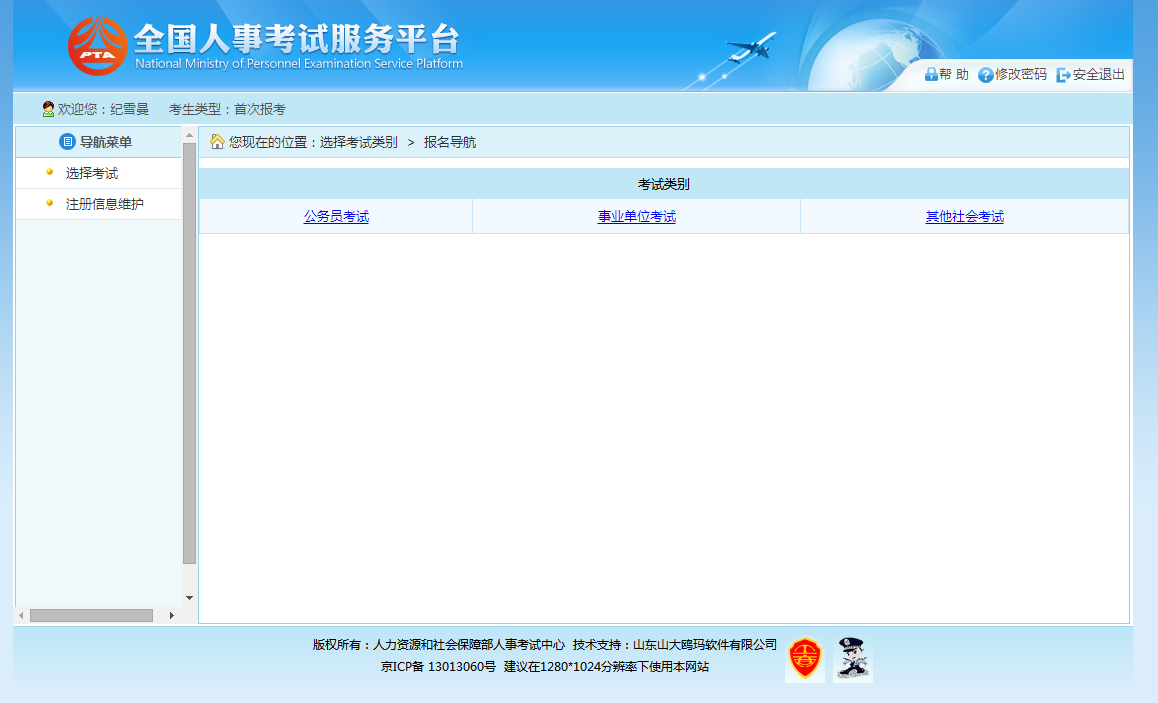 全国人事考试服务平台
PTA
National Ministry of Personnel Examination Service Platform
帮 助 修改密码 安全退出
欢迎您：纪雪曼 考生类型：首次报考
导航菜单
选择考试
注册信息维护
您现在的位置：选择考试类别 > 报名导航
考试类别
公务员考试 事业单位考试 其他社会考试
版权所有：人力资源和社会保障部人事考试中心 技术支持：山东山大鸥玛软件有限公司
京ICP备 13013060号 建议在1280*1024分辨率下使用本网站